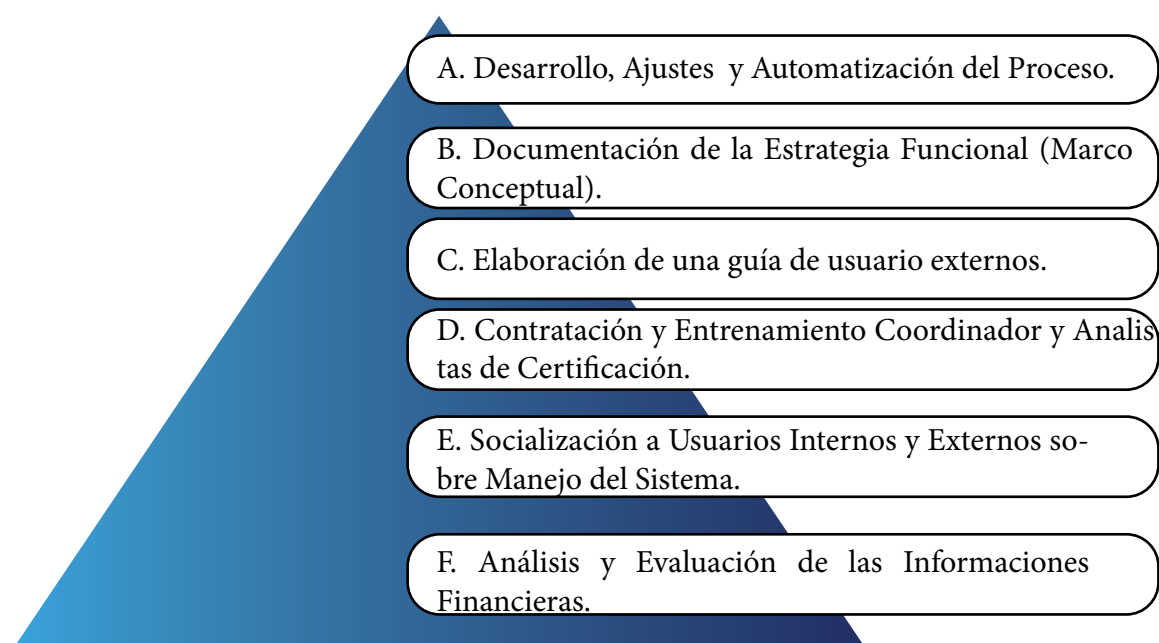 A. Desarrollo, Ajustes y Automatización del Proceso.
B. Documentación de la Estrategia Funcional (Marco
Conceptual).
C. Elaboración de una guía de usuario externos.
D. Contratación y Entrenamiento Coordinador y Analis
tas de Certificación.
E. Socialización a Usuarios Internos y Externos so-
bre Manejo del Sistema.
F. Análisis y Evaluación de las Informaciones
Financieras.